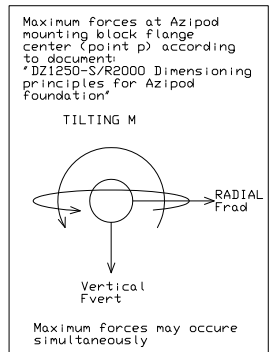 Maximum forces at Azipod
mounting block flange
center (point p) according
to document:
"DZ1250-S/R2000 Dimensioning
principles for Azipod
foundation"
TILTING M
RADIAL
Frad
Vertical
Fvert
Maximum forces may occure
simultaneously